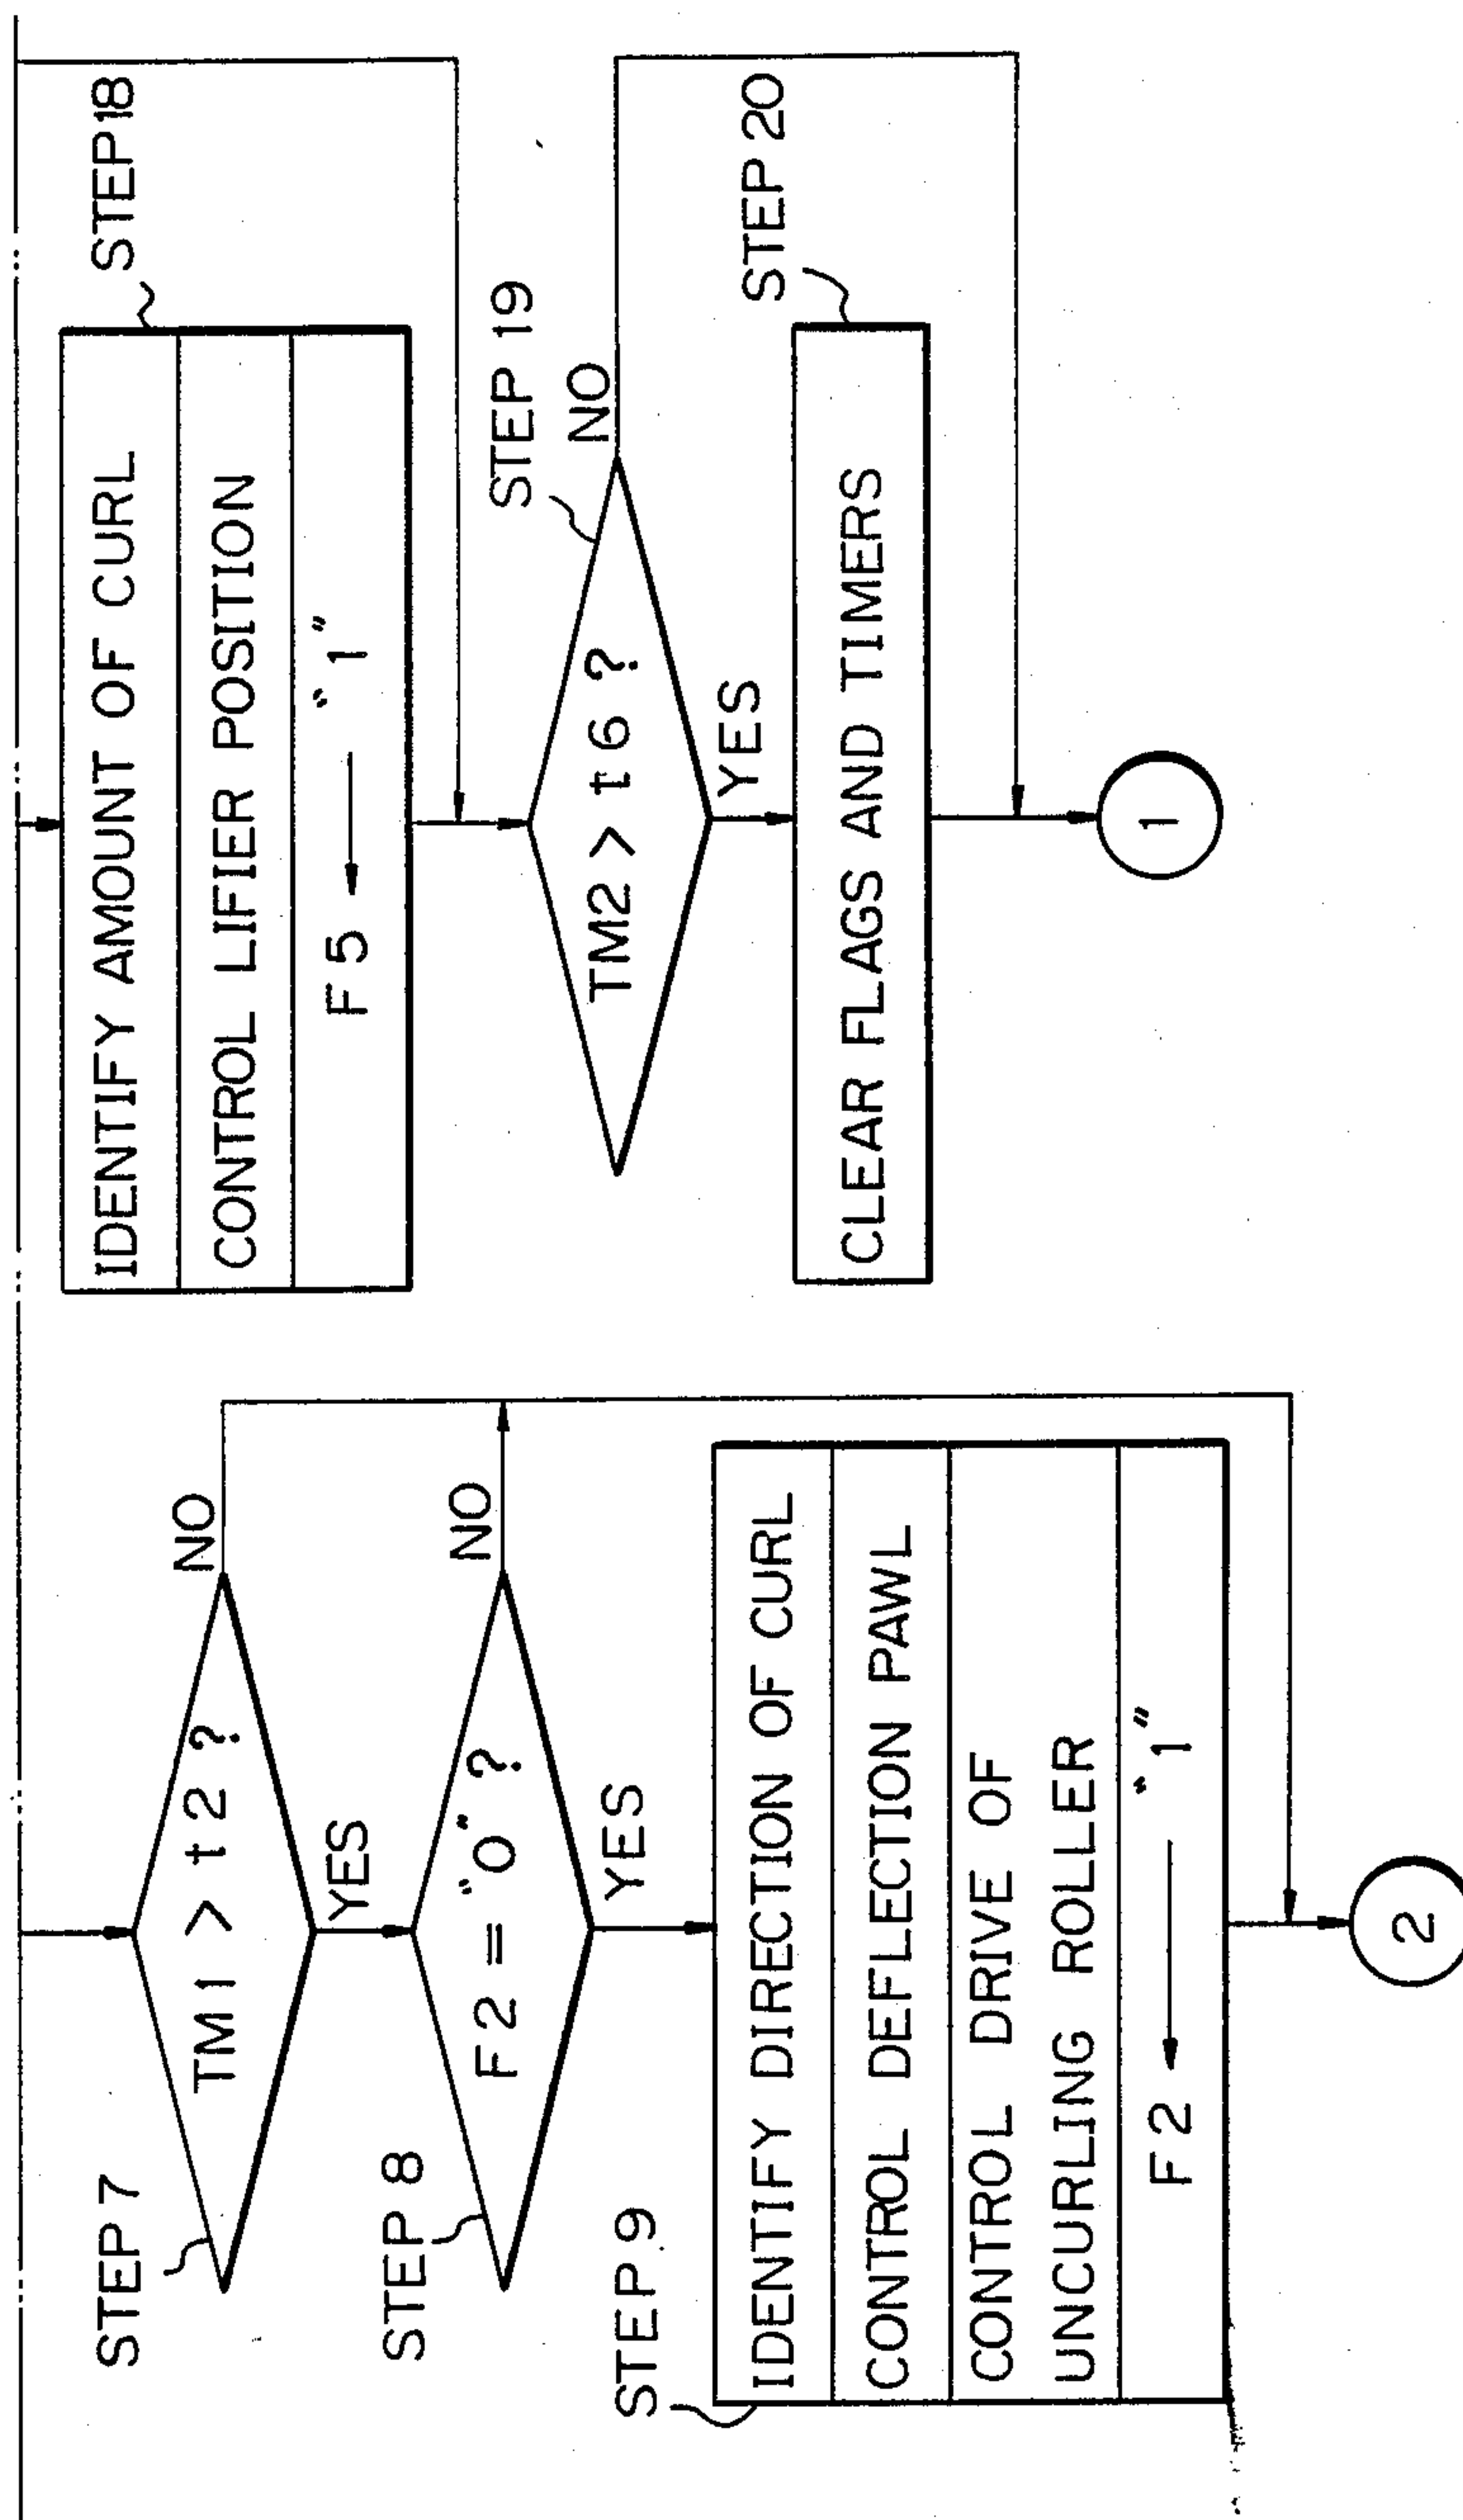 STEP 7
TM1 > t2 ?
NO
YES
STEP 8
F2 = "0" ?
NO
YES
STEP 9
IDENTIFY DIRECTION OF CURL
CONTROL DEFLECTION PAWL
CONTROL DRIVE OF
UNCURLING ROLLER
F2 ← "1"
2
STEP 18
IDENTIFY AMOUNT OF CURL
CONTROL LIFIER POSITION
F5 ← "1"
STEP 19
TM2 > t6 ?
NO
YES
STEP 20
CLEAR FLAGS AND TIMERS
1